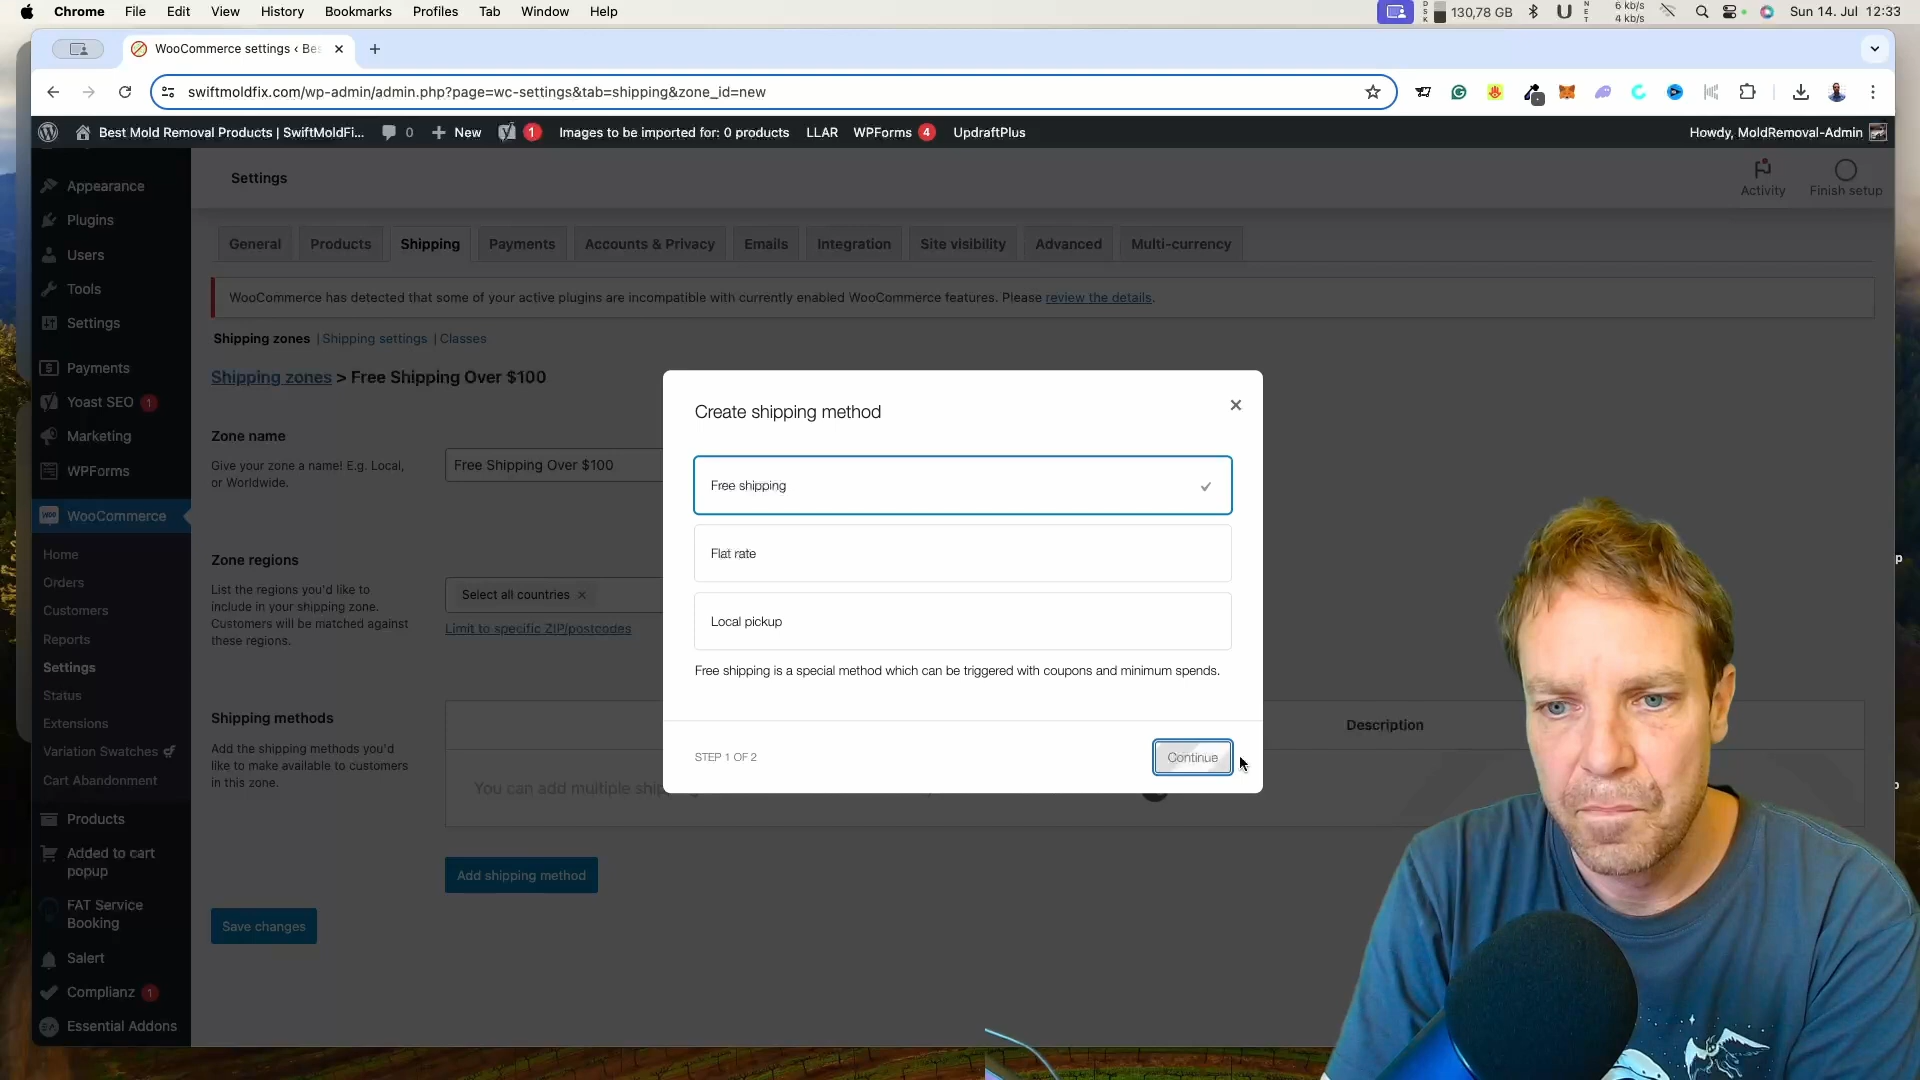 Chrome File Edit View History Bookmarks Profiles Tab Window Help
130,78 GB
6 kb/s
4 kb/s
Sun 14. Jul 12:33
WooCommerce settings ‹ Bes
swiftmoldfix.com/wp-admin/admin.php?page=wc-settings&tab=shipping&zone_id=new
Best Mold Removal Products | SwiftMoldFi... 0 New 1 Images to be imported for: 0 products LLAR WPForms 4 UpdraftPlus Howdy, MoldRemoval-Admin
Appearance
Plugins
Users
Tools
Settings
Payments
Yoast SEO 1
Marketing
WPForms
WooCommerce
Home
Orders
Customers
Reports
Settings
Status
Extensions
Variation Swatches
Cart Abandonment
Products
Added to cart
popup
FAT Service
Booking
Salert
Complianz 1
Essential Addons
Settings
Activity
Finish setup
General Products Shipping Payments Accounts & Privacy Emails Integration Site visibility Advanced Multi-currency
WooCommerce has detected that some of your active plugins are incompatible with currently enabled WooCommerce features. Please review the details.
Shipping zones | Shipping settings | Classes
Shipping zones > Free Shipping Over $100
Zone name
Give your zone a name! E.g. Local,
or Worldwide.
Free Shipping Over $100
Zone regions
List the regions you'd like to
include in your shipping zone.
Customers will be matched against
these regions.
Select all countries ×
Limit to specific ZIP/postcodes
Shipping methods
Add the shipping methods you'd
like to make available to customers
in this zone.
Description
You can add multiple
Add shipping method
Save changes
Create shipping method
Free shipping
Flat rate
Local pickup
Free shipping is a special method which can be triggered with coupons and minimum spends.
STEP 1 OF 2
Continue